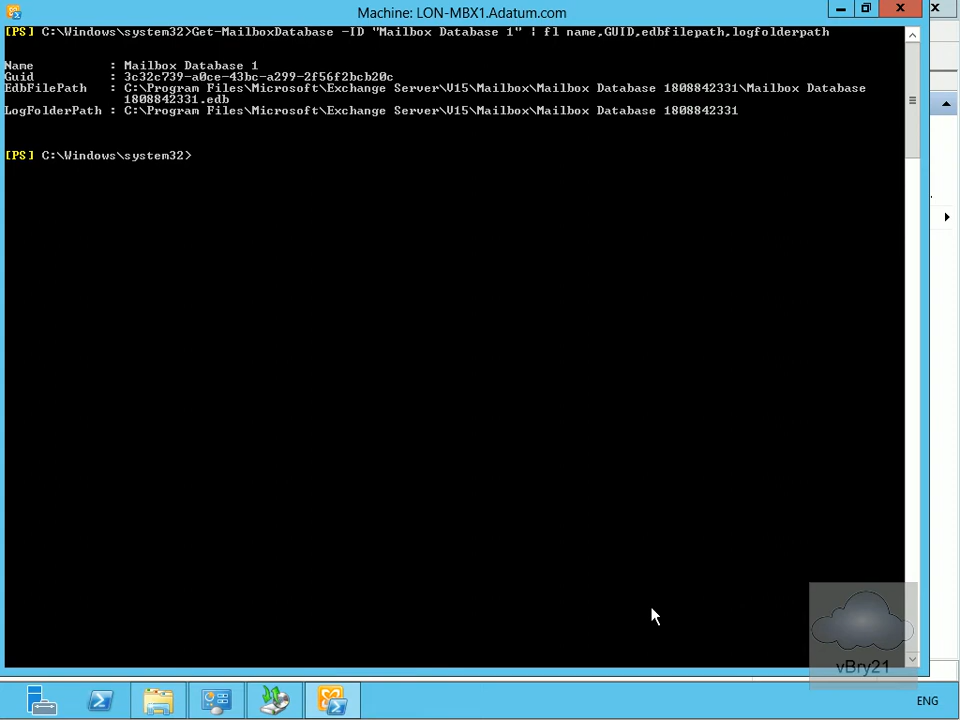 Machine: LON-MBX1.Adatum.com
[PS] C:\Windows\system32>Get-MailboxDatabase -ID "Mailbox Database 1" | fl name,GUID,edbfilepath,logfolderpath
Name : Mailbox Database 1
Guid : 3c32c739-a0ce-43bc-a299-2f56f2bcb20c
EdbFilePath : C:\Program Files\Microsoft\Exchange Server\V15\Mailbox\Mailbox Database 1808842331\Mailbox Database
1808842331.edb
LogFolderPath : C:\Program Files\Microsoft\Exchange Server\V15\Mailbox\Mailbox Database 1808842331
[PS] C:\Windows\system32>
vBry21
ENG